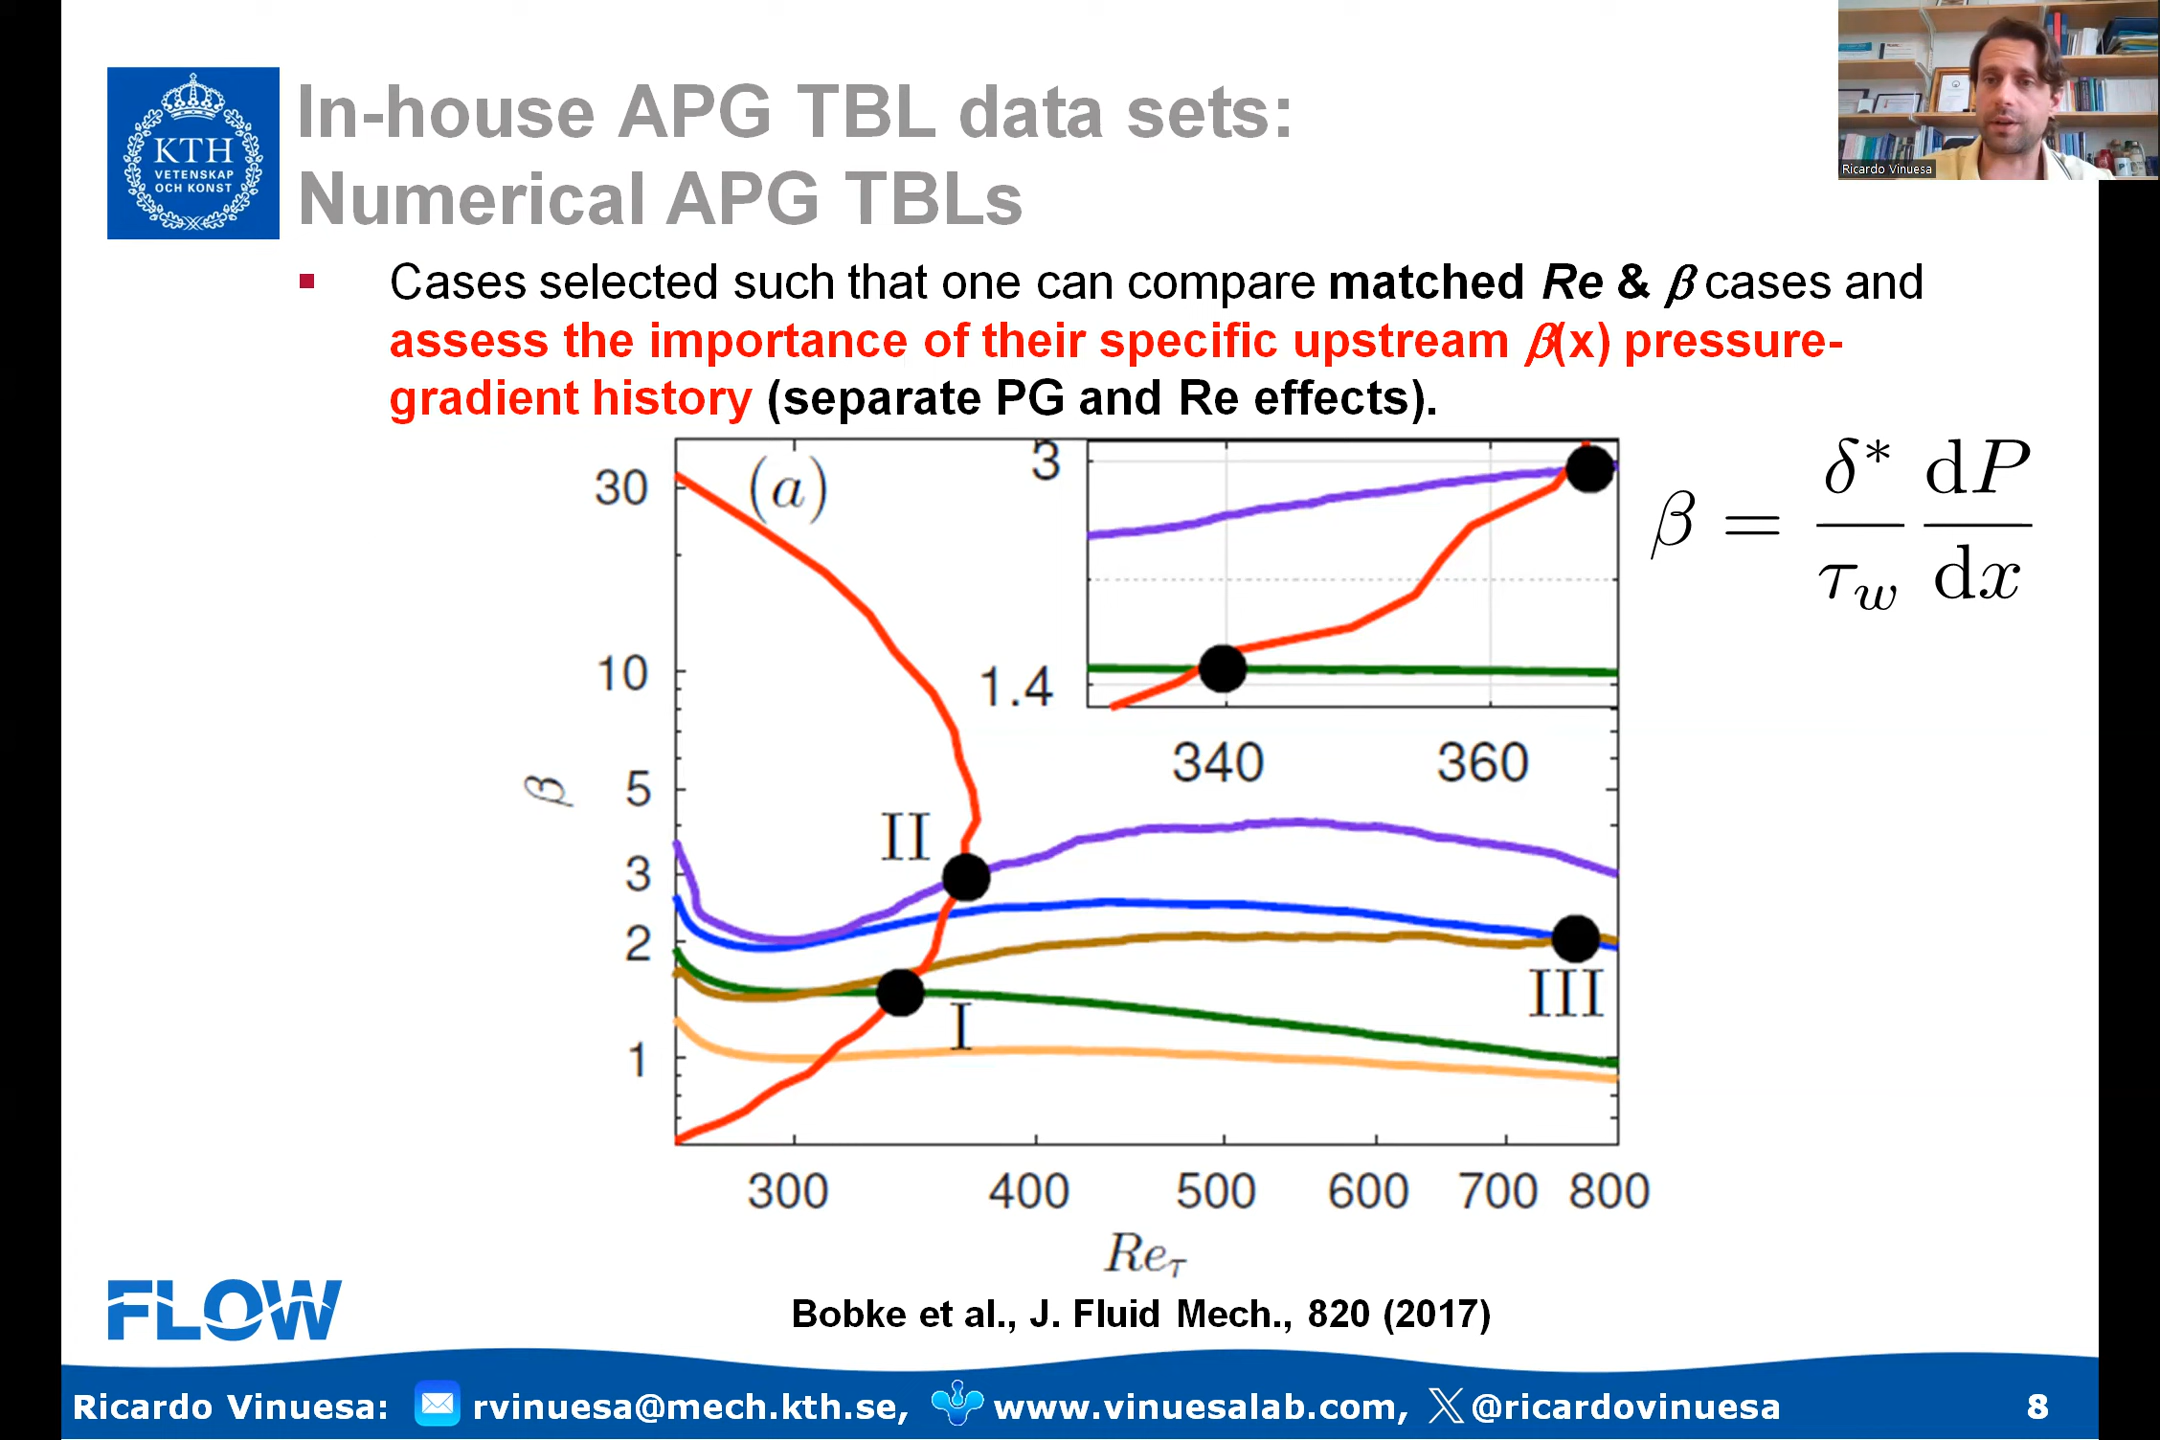 KTH
VETENSKAP
OCH KONST
In-house APG TBL data sets:
Numerical APG TBLs
Ricardo Vinuesa
Cases selected such that one can compare matched Re & β cases and
assess the importance of their specific upstream β(x) pressure-
gradient history (separate PG and Re effects).
(a)
30
10
5
3
2
1
β
3
1.4
340
360
II
I
III
300
400
500
600
700
800
Re_τ
β = δ*/τ_w dP/dx
Bobke et al., J. Fluid Mech., 820 (2017)
FLOW
Ricardo Vinuesa: rvinuesa@mech.kth.se, www.vinuesalab.com, X @ricardovinuesa 8